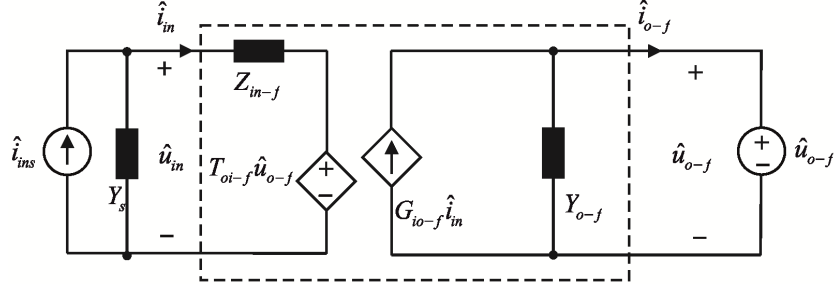 î_in
î_o-f
+
Z_in-f
+
î_ins
Y_s
û_in
T_oi-f û_o-f
+
−
G_io-f î_in
Y_o-f
û_o-f
+
−
û_o-f
−
−